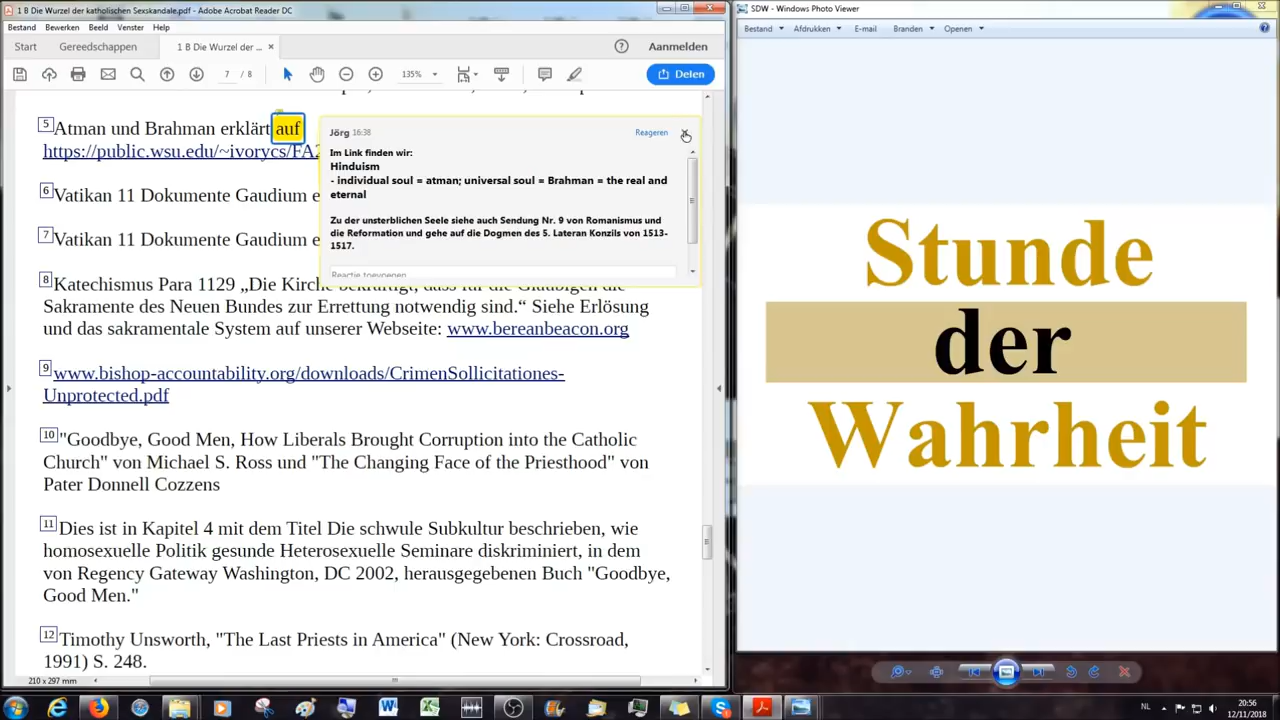 1 B Die Wurzel der katholischen Sexskandale.pdf - Adobe Acrobat Reader DC
Bestand Bewerken Beeld Venster Help
Start Gereedschappen 1 B Die Wurzel der ... × Aanmelden
7 / 8 135% Delen
5 Atman und Brahman erklärt auf
https://public.wsu.edu/~ivorycs/FA2
Jörg 16:38 Reageren
Im Link finden wir:
Hinduism
- individual soul = atman; universal soul = Brahman = the real and
eternal
Zu der unsterblichen Seele siehe auch Sendung Nr. 9 von Romanismus und
die Reformation und gehe auf die Dogmen des 5. Lateran Konzils von 1513-
1517.
Reactie toevoegen
6 Vatikan 11 Dokumente Gaudium e
7 Vatikan 11 Dokumente Gaudium e
8 Katechismus Para 1129 „Die Kirche bekräftigt, dass für die Gläubigen die
Sakramente des Neuen Bundes zur Errettung notwendig sind.“ Siehe Erlösung
und das sakramentale System auf unserer Webseite: www.bereanbeacon.org
9 www.bishop-accountability.org/downloads/CrimenSollicitationes-
Unprotected.pdf
10 "Goodbye, Good Men, How Liberals Brought Corruption into the Catholic
Church" von Michael S. Ross und "The Changing Face of the Priesthood" von
Pater Donnell Cozzens
11 Dies ist in Kapitel 4 mit dem Titel Die schwule Subkultur beschrieben, wie
homosexuelle Politik gesunde Heterosexuelle Seminare diskriminiert, in dem
von Regency Gateway Washington, DC 2002, herausgegebenen Buch "Goodbye,
Good Men."
12 Timothy Unsworth, "The Last Priests in America" (New York: Crossroad,
1991) S. 248.
210 x 297 mm
SDW - Windows Photo Viewer
Bestand Afdrukken E-mail Branden Openen
Stunde
der
Wahrheit
NL
20:56
12/11/2018